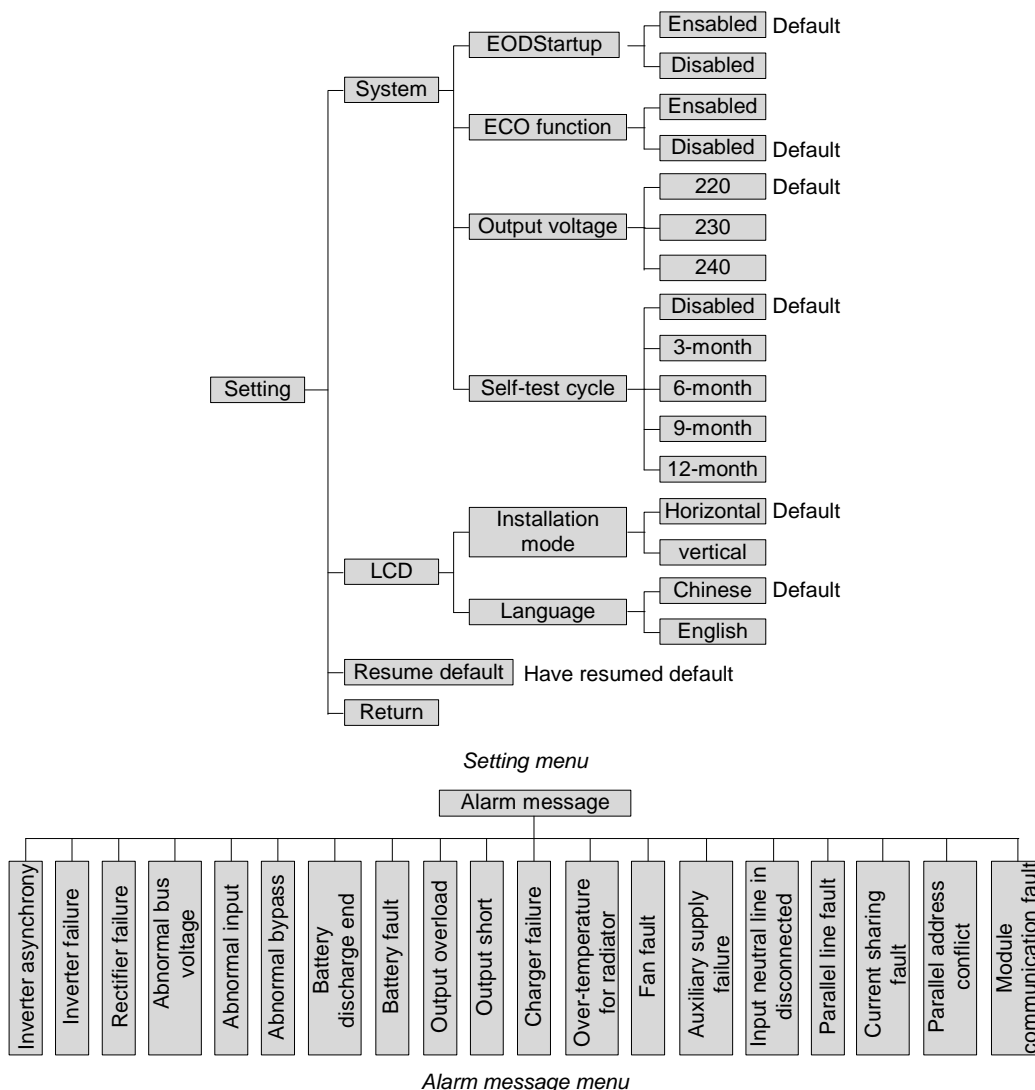 Ensabled Default
EODStartup
Disabled
System
Ensabled
ECO function
Disabled Default
220 Default
Output voltage
230
240
Disabled Default
3-month
Setting
Self-test cycle
6-month
9-month
12-month
Horizontal Default
Installation
mode
vertical
LCD
Chinese Default
Language
English
Resume default Have resumed default
Return
Setting menu
Alarm message
Inverter asynchrony
Inverter failure
Rectifier failure
Abnormal bus
voltage
Abnormal input
Abnormal bypass
Battery
discharge end
Battery fault
Output overload
Output short
Charger failure
Over-temperature
for radiator
Fan fault
Auxiliary supply
failure
Input neutral line in
disconnected
Parallel line fault
Current sharing
fault
Parallel address
conflict
Module
communication fault
Alarm message menu